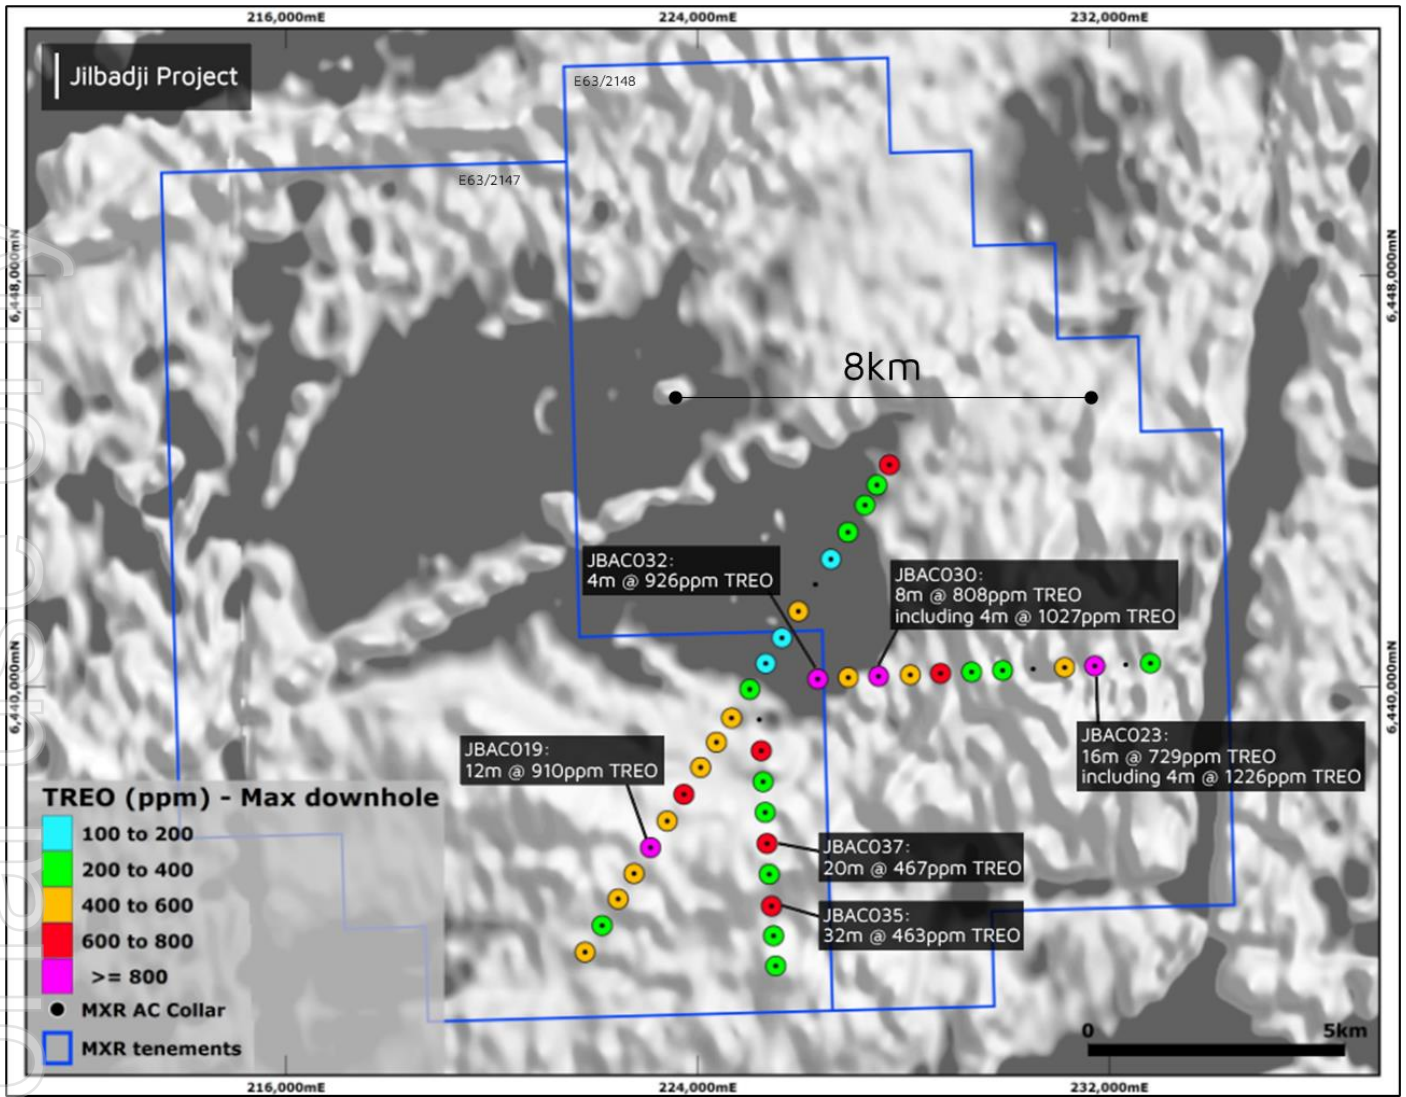 216,000mE
224,000mE
232,000mE
Jilbadji Project
E63/2148
E63/2147
6,448,000mN
6,448,000mN
8km
JBAC032:
4m @ 926ppm TREO
JBAC030:
8m @ 808ppm TREO
including 4m @ 1027ppm TREO
6,440,000mN
6,440,000mN
JBAC023:
16m @ 729ppm TREO
including 4m @ 1226ppm TREO
JBAC019:
12m @ 910ppm TREO
JBAC037:
20m @ 467ppm TREO
JBAC035:
32m @ 463ppm TREO
TREO (ppm) - Max downhole
100 to 200
200 to 400
400 to 600
600 to 800
>= 800
MXR AC Collar
MXR tenements
0
5km
216,000mE
224,000mE
232,000mE